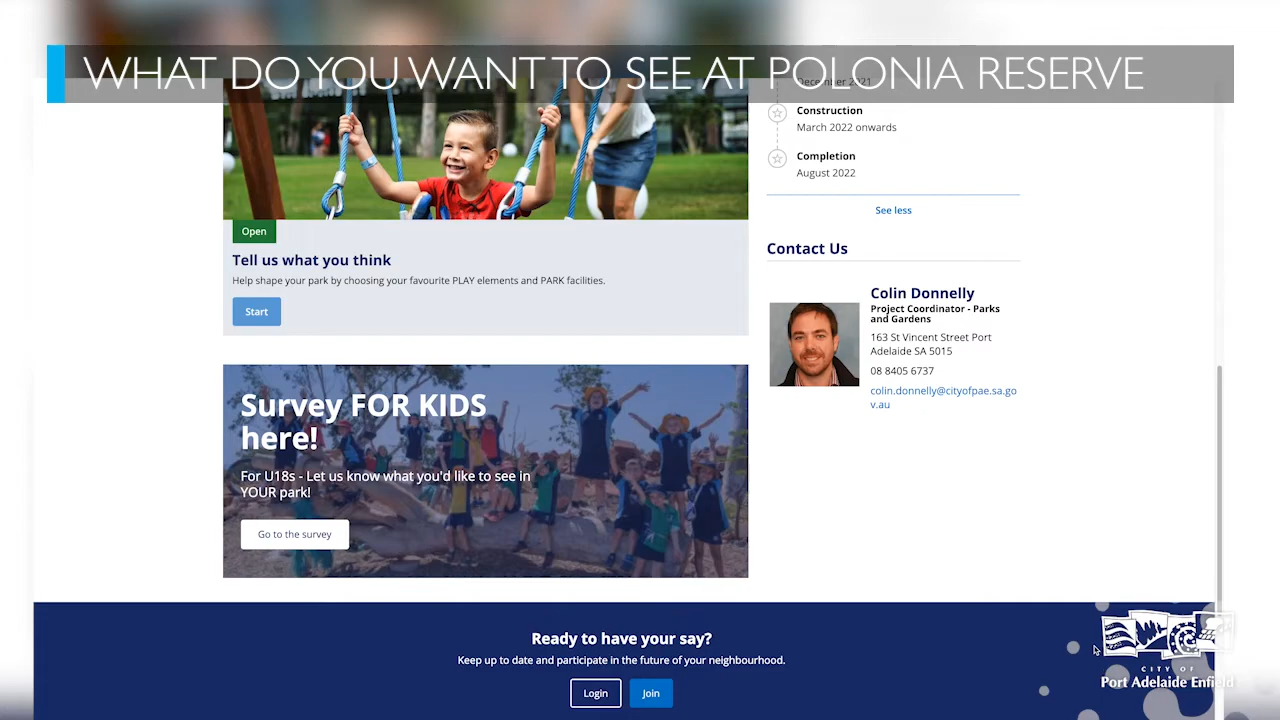 WHAT DO YOU WANT TO SEE AT POLONIA RESERVE
December 2021
Construction
March 2022 onwards
Completion
August 2022
See less
Open
Tell us what you think
Help shape your park by choosing your favourite PLAY elements and PARK facilities.
Start
Contact Us
Colin Donnelly
Project Coordinator - Parks
and Gardens
163 St Vincent Street Port
Adelaide SA 5015
08 8405 6737
colin.donnelly@cityofpae.sa.go
v.au
Survey FOR KIDS
here!
For U18s - Let us know what you'd like to see in
YOUR park!
Go to the survey
Ready to have your say?
Keep up to date and participate in the future of your neighbourhood.
Login
Join
CITY OF
Port Adelaide Enfield